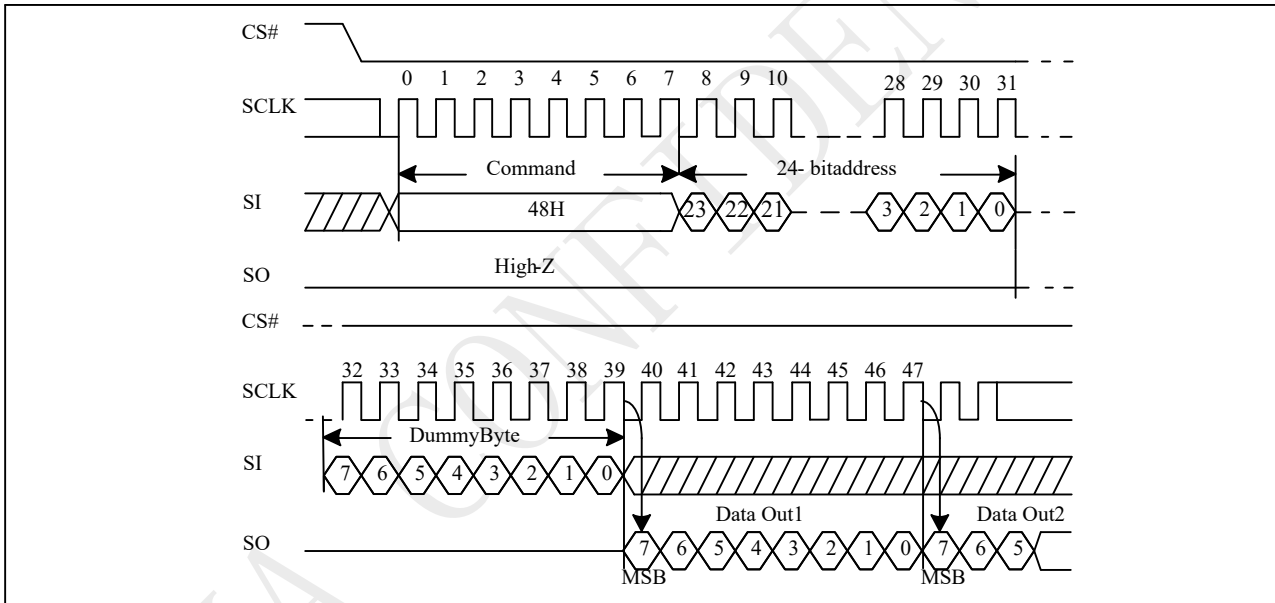 CS#
0 1 2 3 4 5 6 7 8 9 10 28 29 30 31
SCLK
Command 24- bitaddress
SI 48H 23 22 21 3 2 1 0
High-Z
SO
CS#
32 33 34 35 36 37 38 39 40 41 42 43 44 45 46 47
SCLK
DummyByte
SI 7 6 5 4 3 2 1 0
Data Out1 Data Out2
SO 7 6 5 4 3 2 1 0 7 6 5
MSB MSB
A CONFIDEN